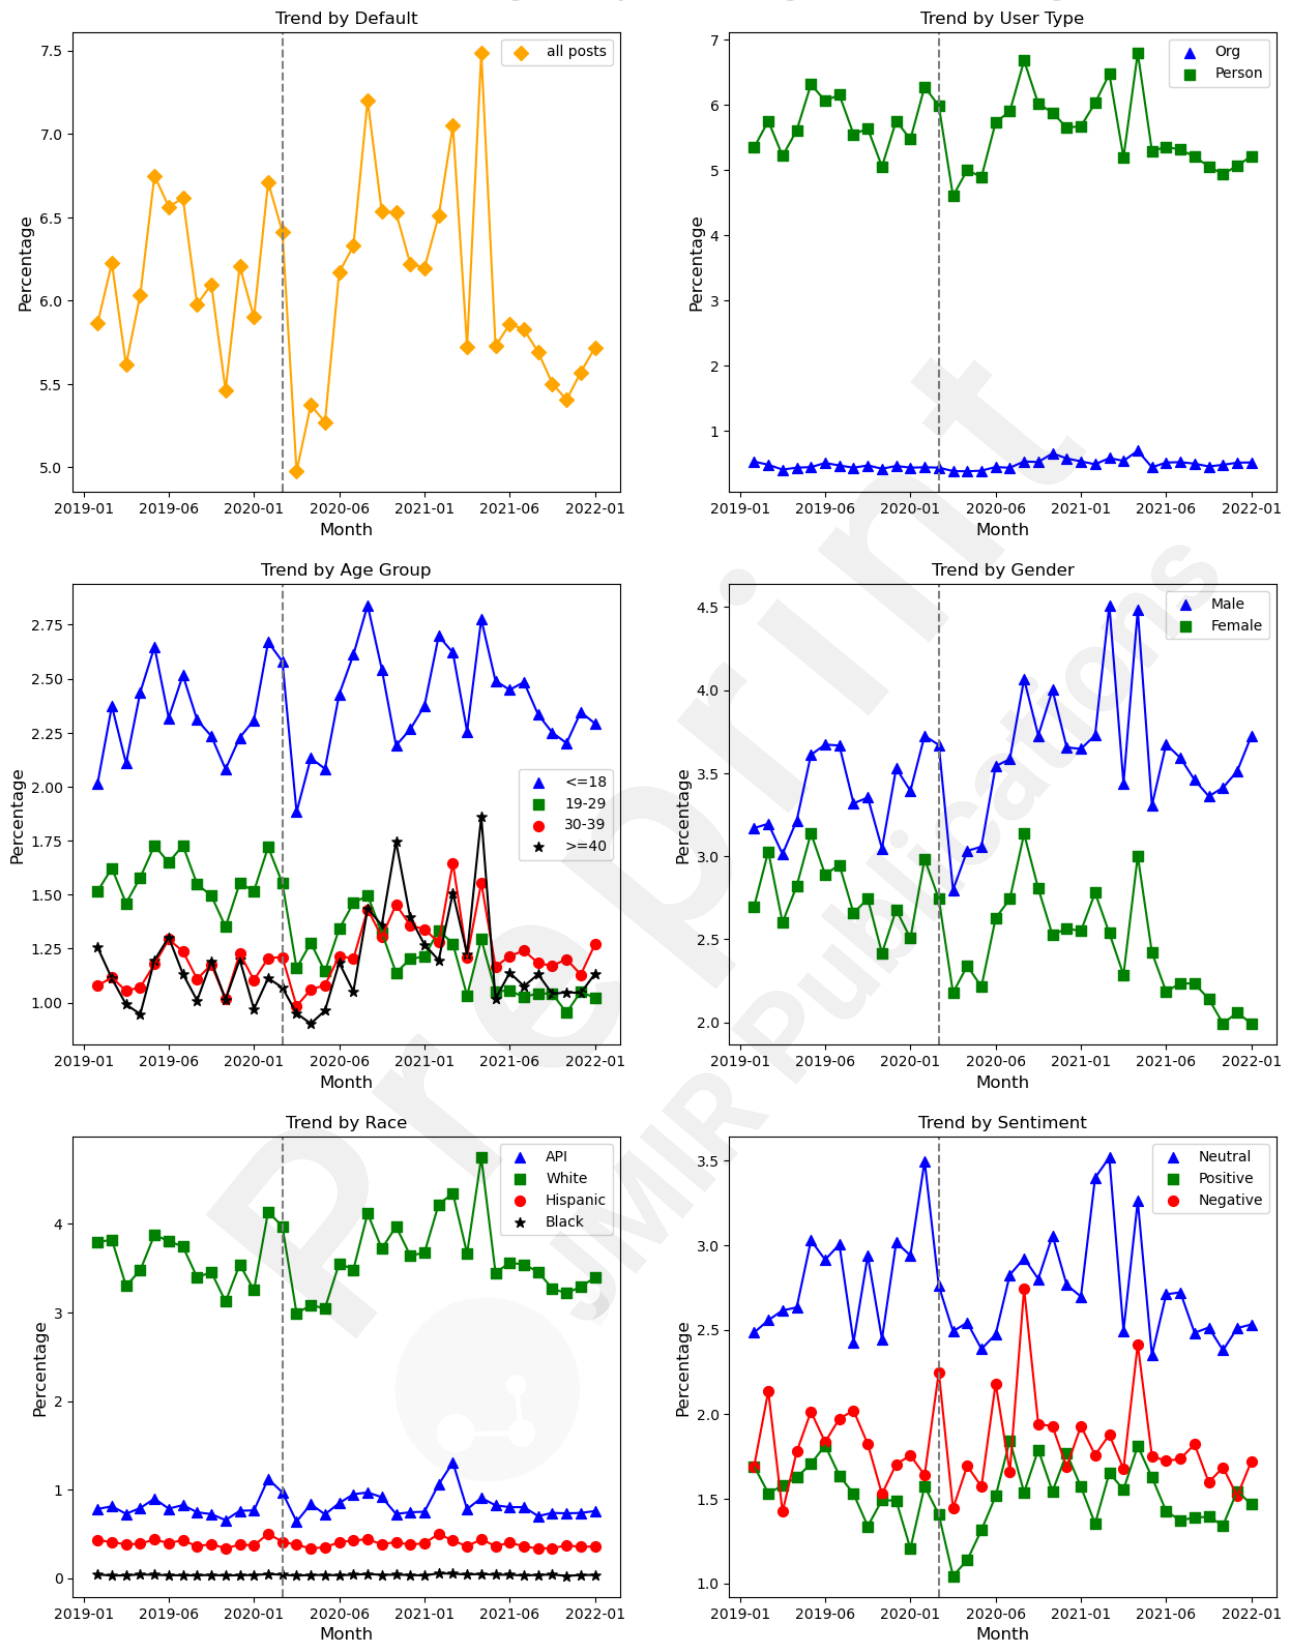 Trend by Default
7.5
7.0
6.5
6.0
5.5
5.0
Percentage
all posts
2019-01 2019-06 2020-01 2020-06 2021-01 2021-06 2022-01
Month
Trend by User Type
7
6
5
4
3
2
1
Percentage
Org
Person
2019-01 2019-06 2020-01 2020-06 2021-01 2021-06 2022-01
Month
Trend by Age Group
2.75
2.50
2.25
2.00
1.75
1.50
1.25
1.00
Percentage
<=18
19-29
30-39
>=40
2019-01 2019-06 2020-01 2020-06 2021-01 2021-06 2022-01
Month
Trend by Gender
4.5
4.0
3.5
3.0
2.5
2.0
Percentage
Male
Female
2019-01 2019-06 2020-01 2020-06 2021-01 2021-06 2022-01
Month
Trend by Race
4
3
2
1
0
Percentage
API
White
Hispanic
Black
2019-01 2019-06 2020-01 2020-06 2021-01 2021-06 2022-01
Month
Trend by Sentiment
3.5
3.0
2.5
2.0
1.5
1.0
Percentage
Neutral
Positive
Negative
2019-01 2019-06 2020-01 2020-06 2021-01 2021-06 2022-01
Month
Preprint
JMIR Publications